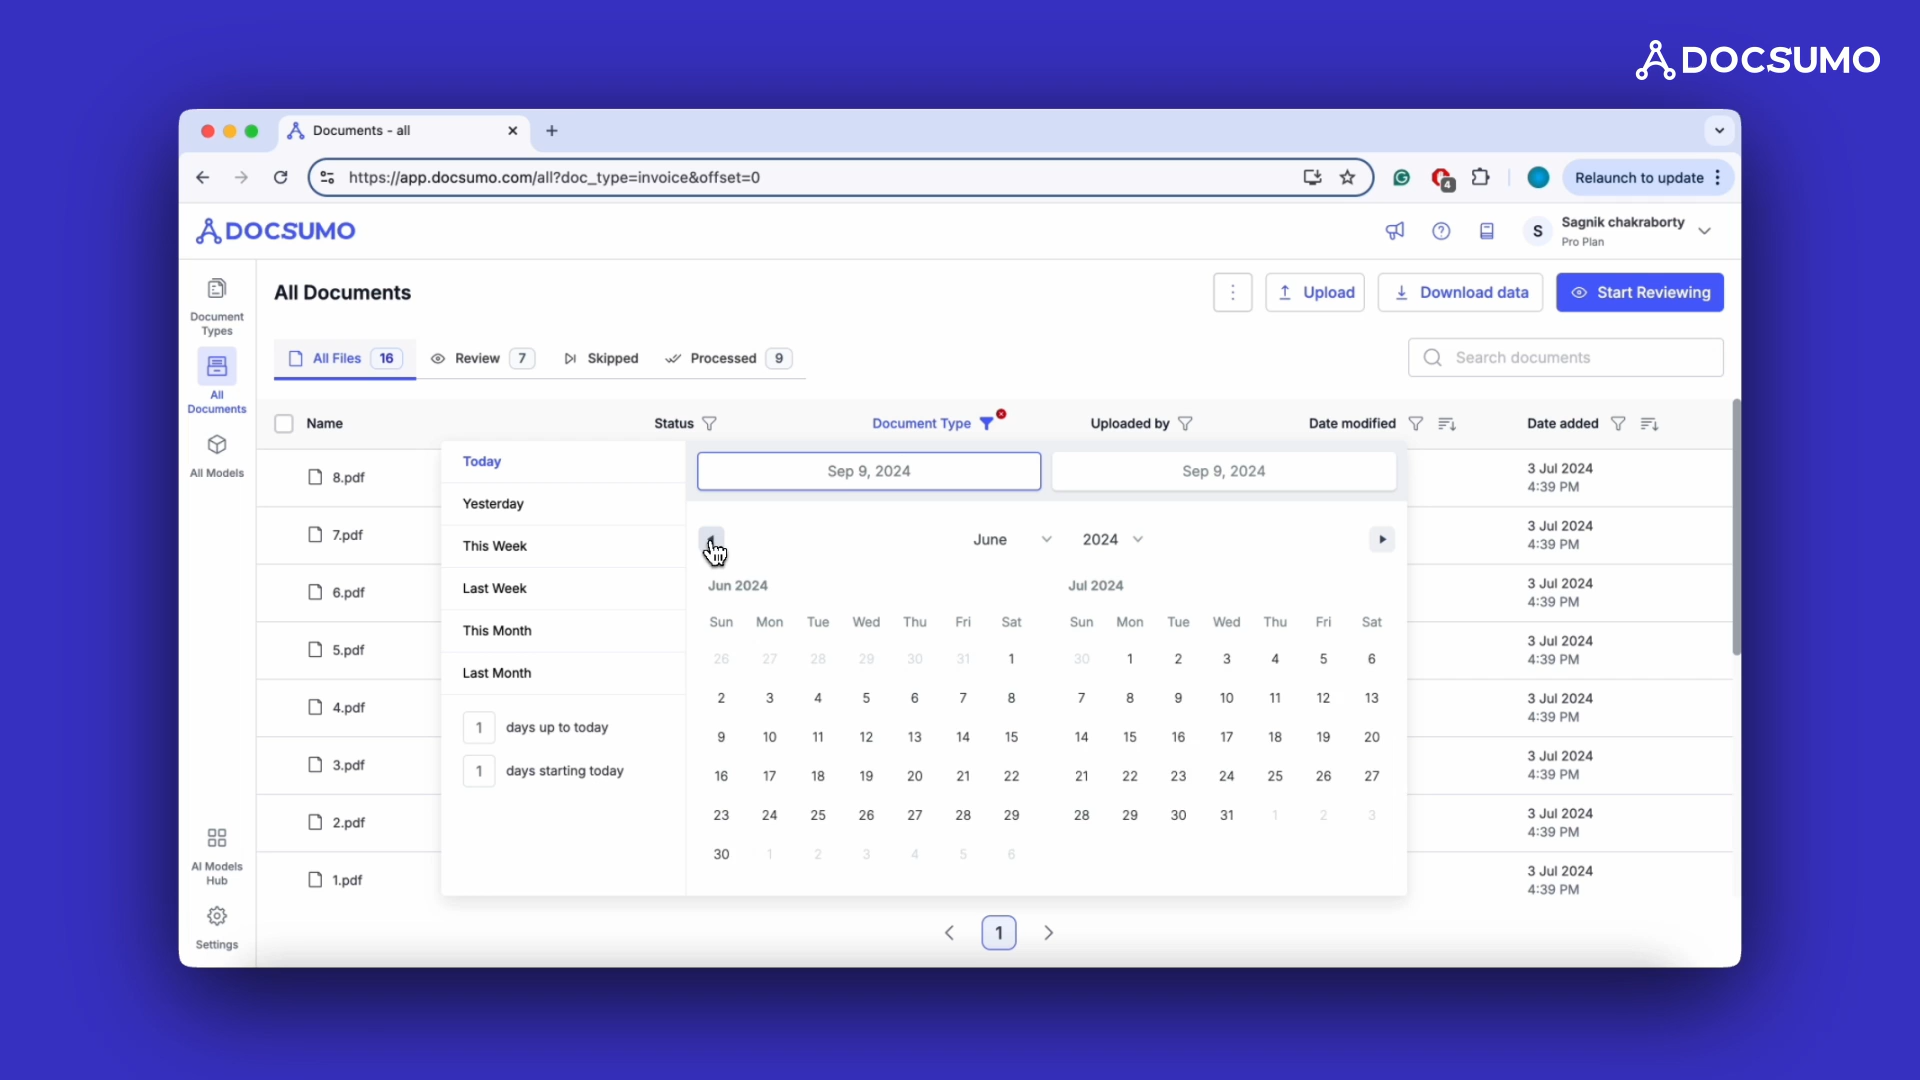 DOCSUMO
Documents - all
https://app.docsumo.com/all?doc_type=invoice&offset=0
4
Relaunch to update
DOCSUMO
S
Sagnik chakraborty
Pro Plan
All Documents
Upload
Download data
Start Reviewing
Document
Types
All
Documents
All Models
AI Models
Hub
Settings
All Files 16
Review 7
Skipped
Processed 9
Search documents
Name Status Document Type Uploaded by Date modified Date added
8.pdf
7.pdf
6.pdf
5.pdf
4.pdf
3.pdf
2.pdf
1.pdf
Today
Yesterday
This Week
Last Week
This Month
Last Month
1 days up to today
1 days starting today
Sep 9, 2024 Sep 9, 2024
June 2024
Jun 2024
Sun Mon Tue Wed Thu Fri Sat
26 27 28 29 30 31 1
2 3 4 5 6 7 8
9 10 11 12 13 14 15
16 17 18 19 20 21 22
23 24 25 26 27 28 29
30 1 2 3 4 5 6
Jul 2024
Sun Mon Tue Wed Thu Fri Sat
30 1 2 3 4 5 6
7 8 9 10 11 12 13
14 15 16 17 18 19 20
21 22 23 24 25 26 27
28 29 30 31 1 2 3
3 Jul 2024
4:39 PM
3 Jul 2024
4:39 PM
3 Jul 2024
4:39 PM
3 Jul 2024
4:39 PM
3 Jul 2024
4:39 PM
3 Jul 2024
4:39 PM
3 Jul 2024
4:39 PM
3 Jul 2024
4:39 PM
1